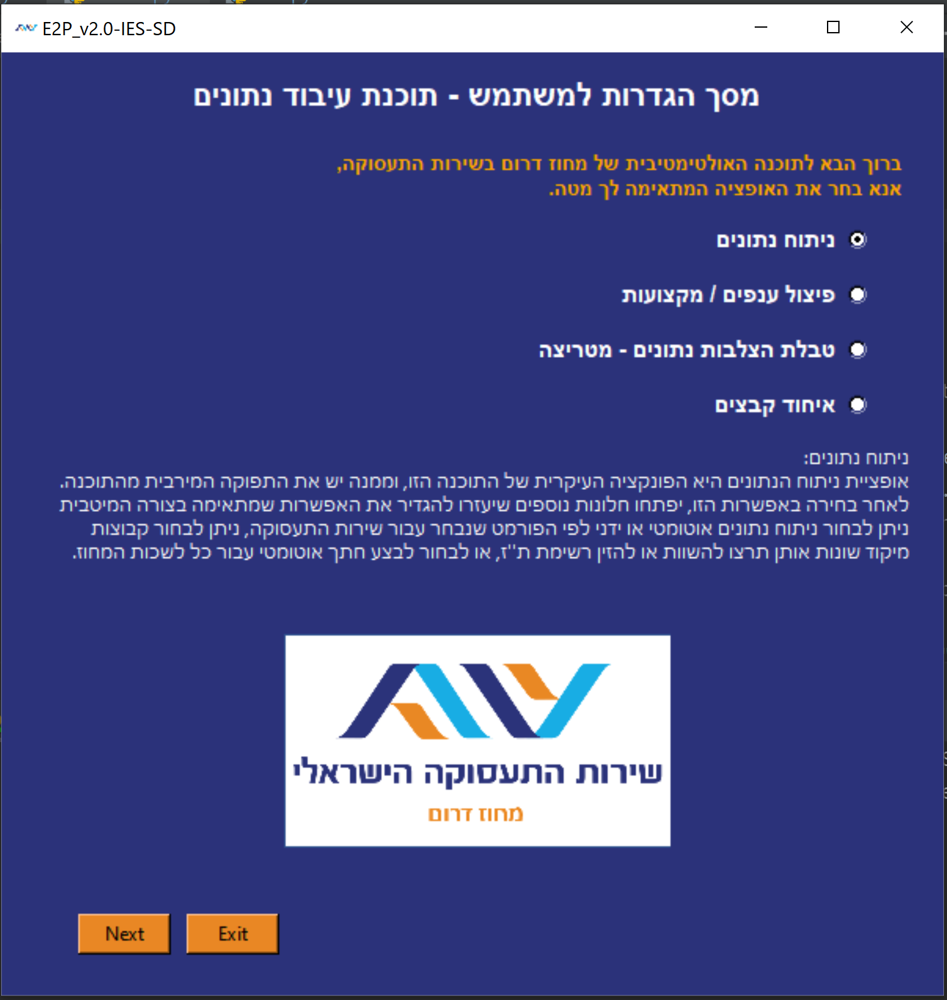 E2P_v2.0-IES-SD
מסך הגדרות למשתמש - תוכנת עיבוד נתונים
ברוך הבא לתוכנה האולטימטיבית של מחוז דרום בשירות התעסוקה,
אנא בחר את האופציה המתאימה לך מטה.
ניתוח נתונים
פיצול ענפים / מקצועות
טבלת הצלבות נתונים - מטריצה
איחוד קבצים
ניתוח נתונים:
אופציית ניתוח הנתונים היא הפונקציה העיקרית של התוכנה הזו, וממנה יש את התפוקה המירבית מהתוכנה.
לאחר בחירה באפשרות הזו, יפתחו חלונות נוספים שיעזרו להגדיר את האפשרות שמתאימה בצורה המיטבית
ניתן לבחור ניתוח נתונים אוטומטי או ידני לפי הפורמט שנבחר עבור שירות התעסוקה, ניתן לבחור קבוצות
מיקוד שונות אותן תרצו להשוות או להזין רשימת ת''ז, או לבחור לבצע חתך אוטומטי עבור כל לשכות המחוז.
שירות התעסוקה הישראלי
מחוז דרום
Next Exit